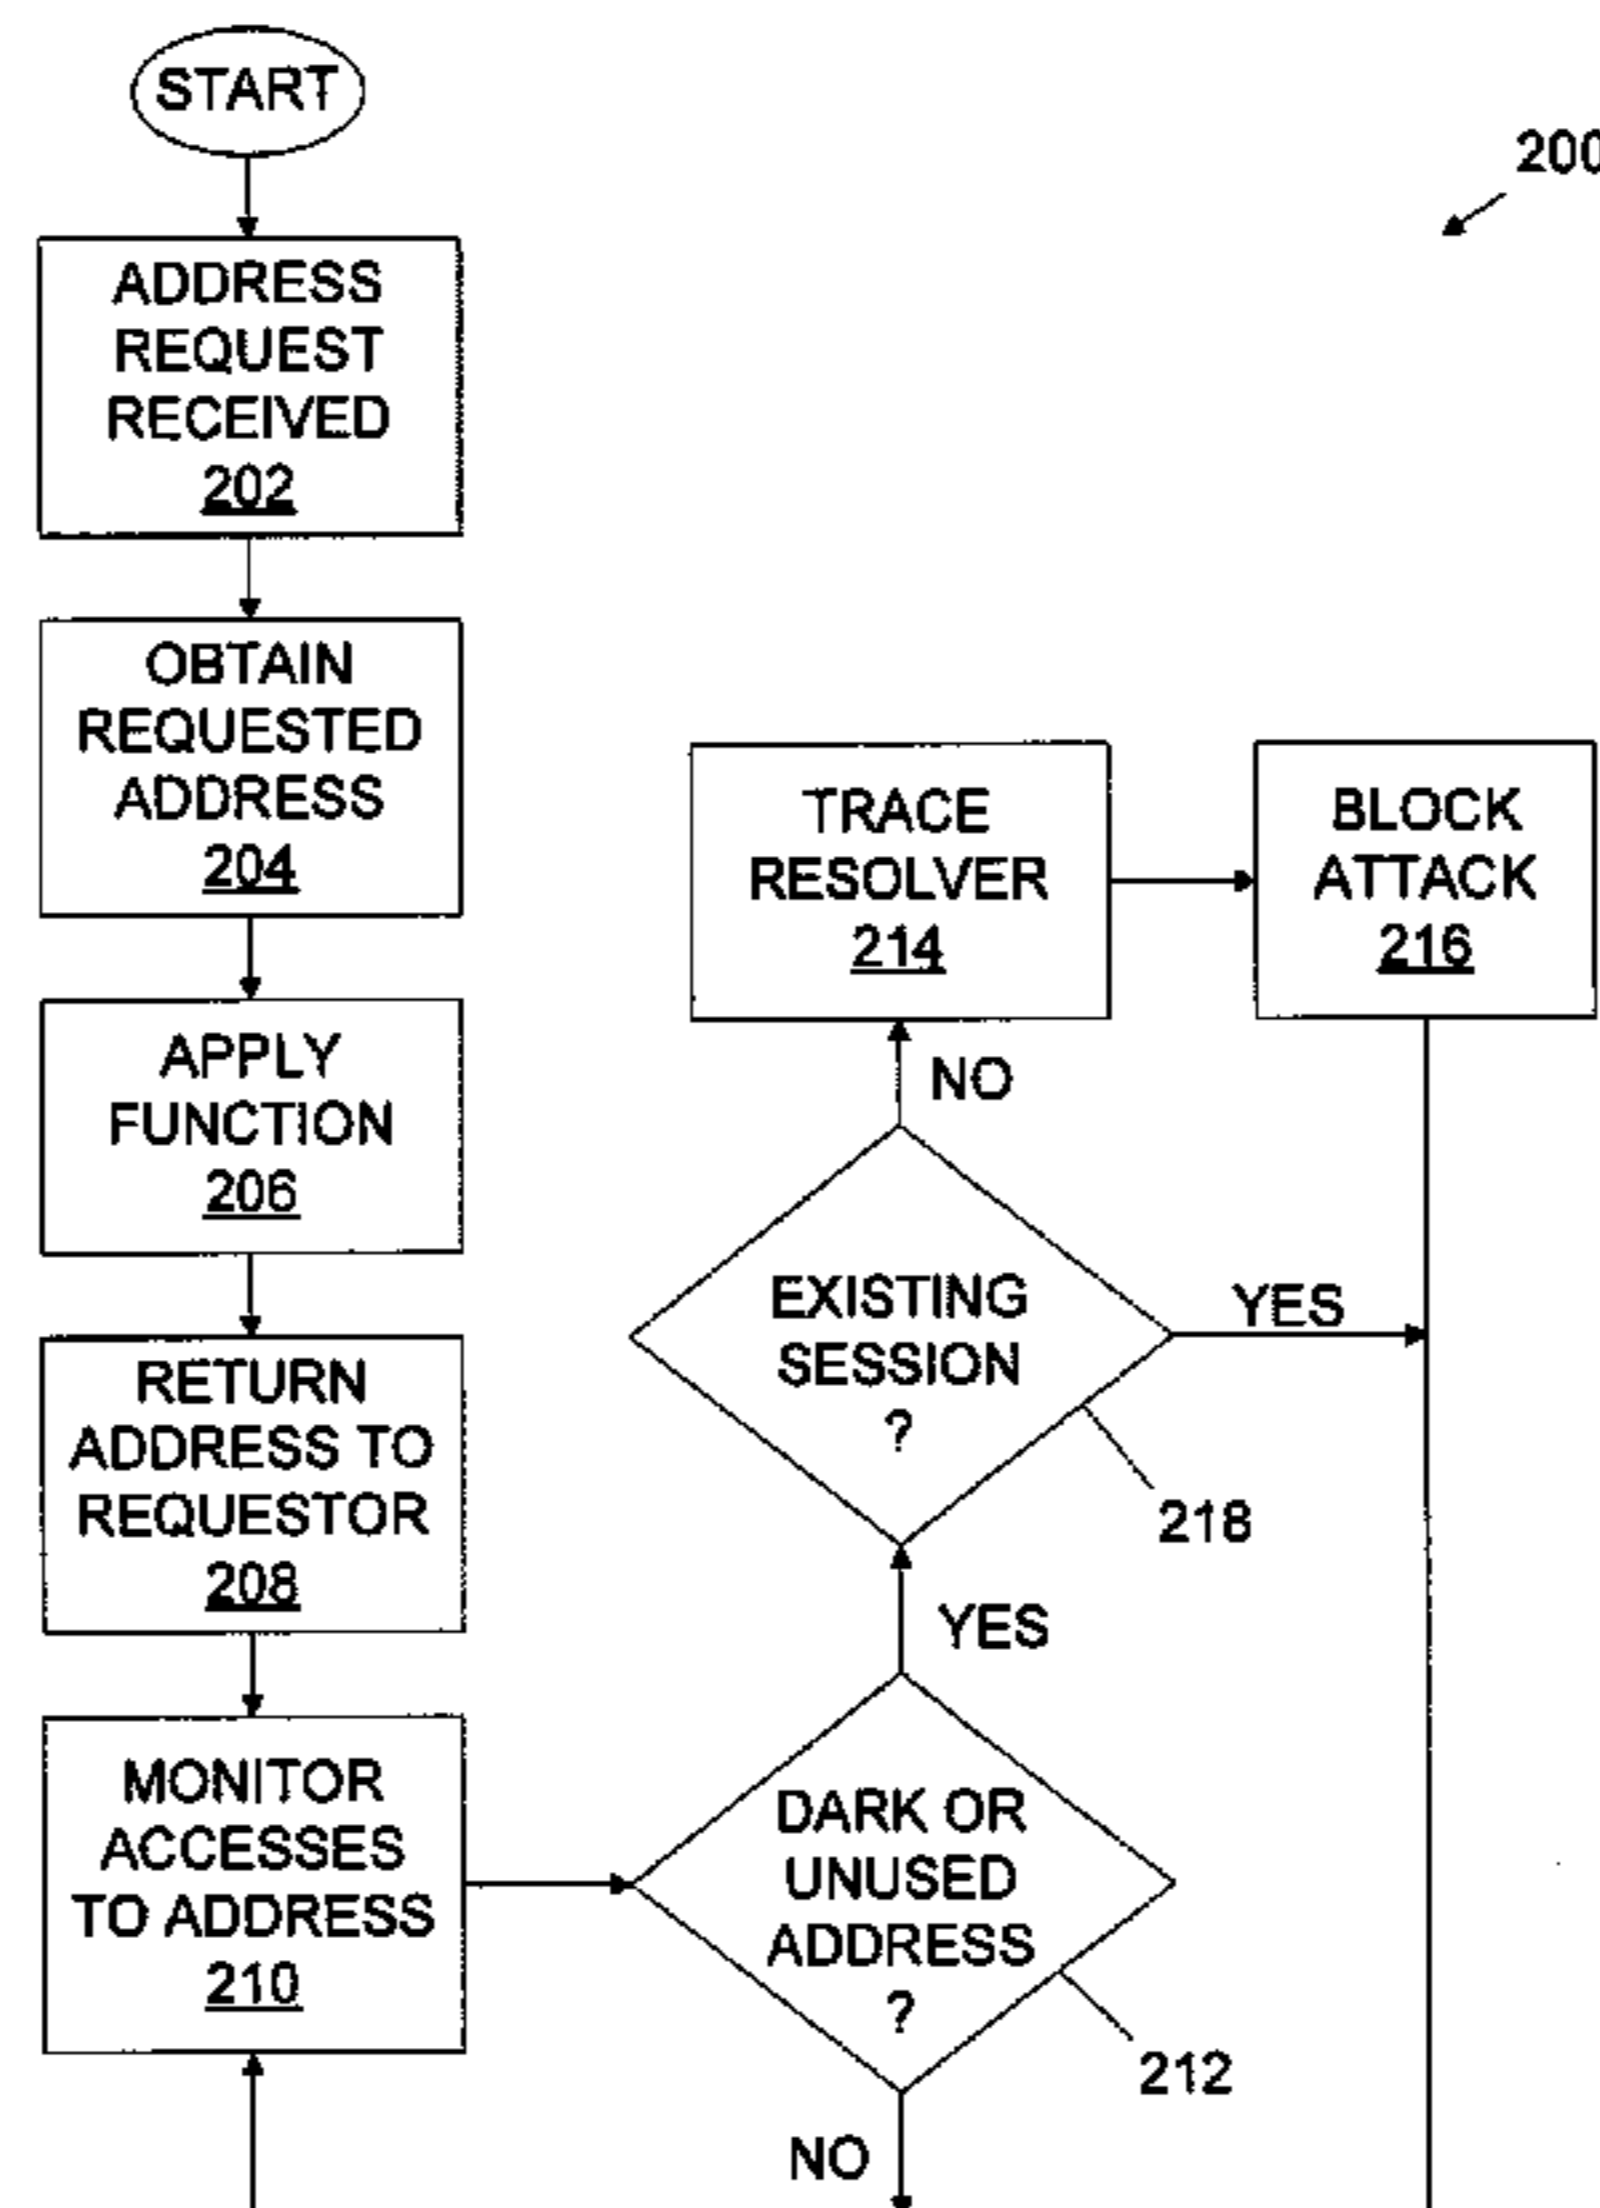 START
200
ADDRESS
REQUEST
RECEIVED
202
OBTAIN
REQUESTED
ADDRESS
204
TRACE
RESOLVER
214
BLOCK
ATTACK
216
APPLY
FUNCTION
206
NO
EXISTING
SESSION
?
YES
218
RETURN
ADDRESS TO
REQUESTOR
208
YES
MONITOR
ACCESSES
TO ADDRESS
210
DARK OR
UNUSED
ADDRESS
?
212
NO